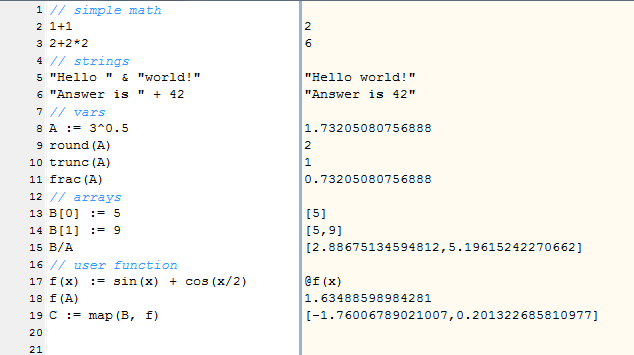 1 // simple math
2 1+1 2
3 2+2*2 6
4 // strings
5 "Hello " & "world!" "Hello world!"
6 "Answer is " + 42 "Answer is 42"
7 // vars
8 A := 3^0.5 1.73205080756888
9 round(A) 2
10 trunc(A) 1
11 frac(A) 0.73205080756888
12 // arrays
13 B[0] := 5 [5]
14 B[1] := 9 [5,9]
15 B/A [2.88675134594812,5.19615242270662]
16 // user function
17 f(x) := sin(x) + cos(x/2) @f(x)
18 f(A) 1.63488598984281
19 C := map(B, f) [-1.76006789021007,0.201322685810977]
20
21